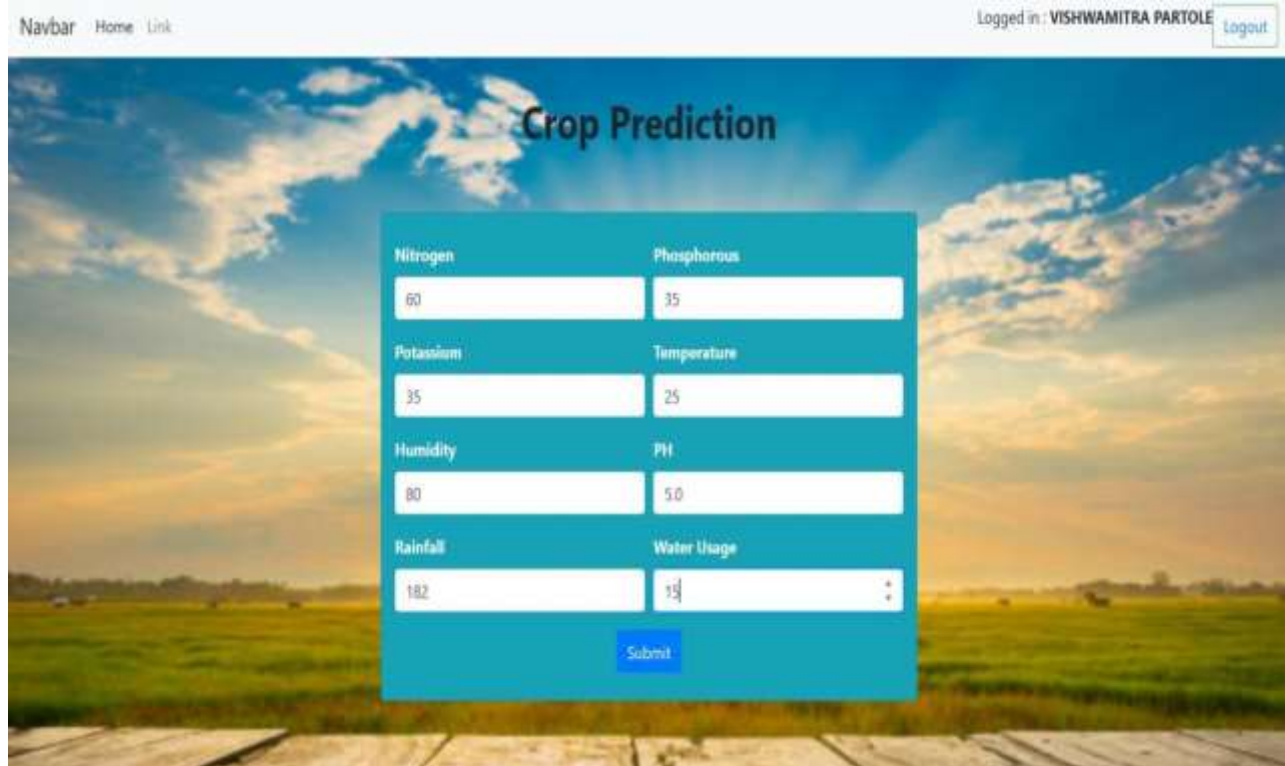 Navbar Home Link
Logged in : VISHWAMITRA PARTOLE Logout
Crop Prediction
Nitrogen Phosphorous
60 35
Potassium Temperature
35 25
Humidity PH
80 5.0
Rainfall Water Usage
182 15
Submit